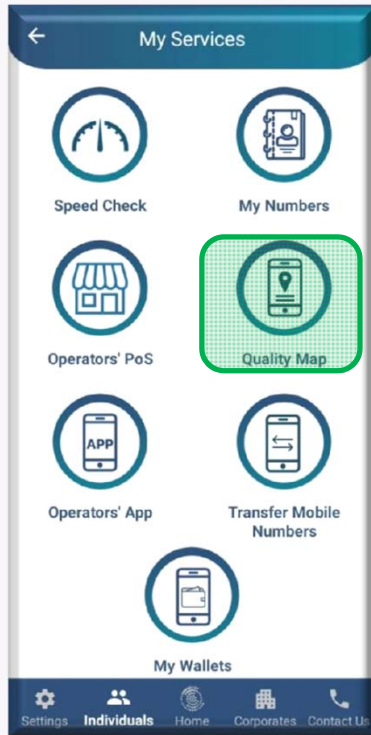 My Services
Speed Check
My Numbers
Operators' PoS
Quality Map
APP
Operators' App
Transfer Mobile
Numbers
My Wallets
Settings
Individuals
Home
Corporates
Contact Us